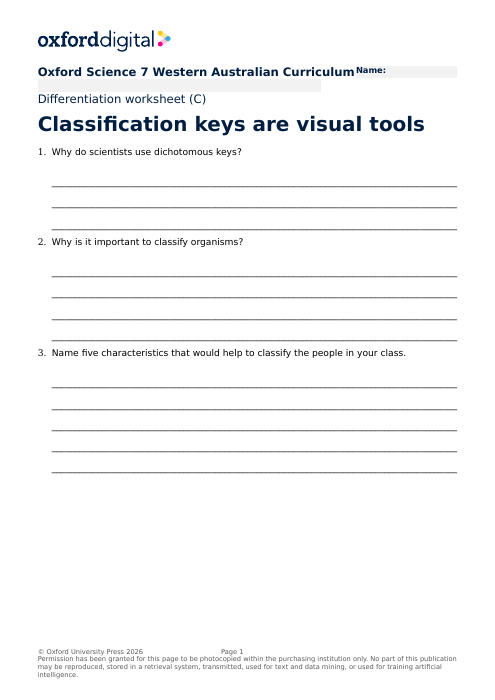 oxforddigital
Oxford Science 7 Western Australian Curriculum Name:
Differentiation worksheet (C)
Classification keys are visual tools
1. Why do scientists use dichotomous keys?
2. Why is it important to classify organisms?
3. Name five characteristics that would help to classify the people in your class.
© Oxford University Press 2026 Page 1
Permission has been granted for this page to be photocopied within the purchasing institution only. No part of this publication
may be reproduced, stored in a retrieval system, transmitted, used for text and data mining, or used for training artificial
intelligence.